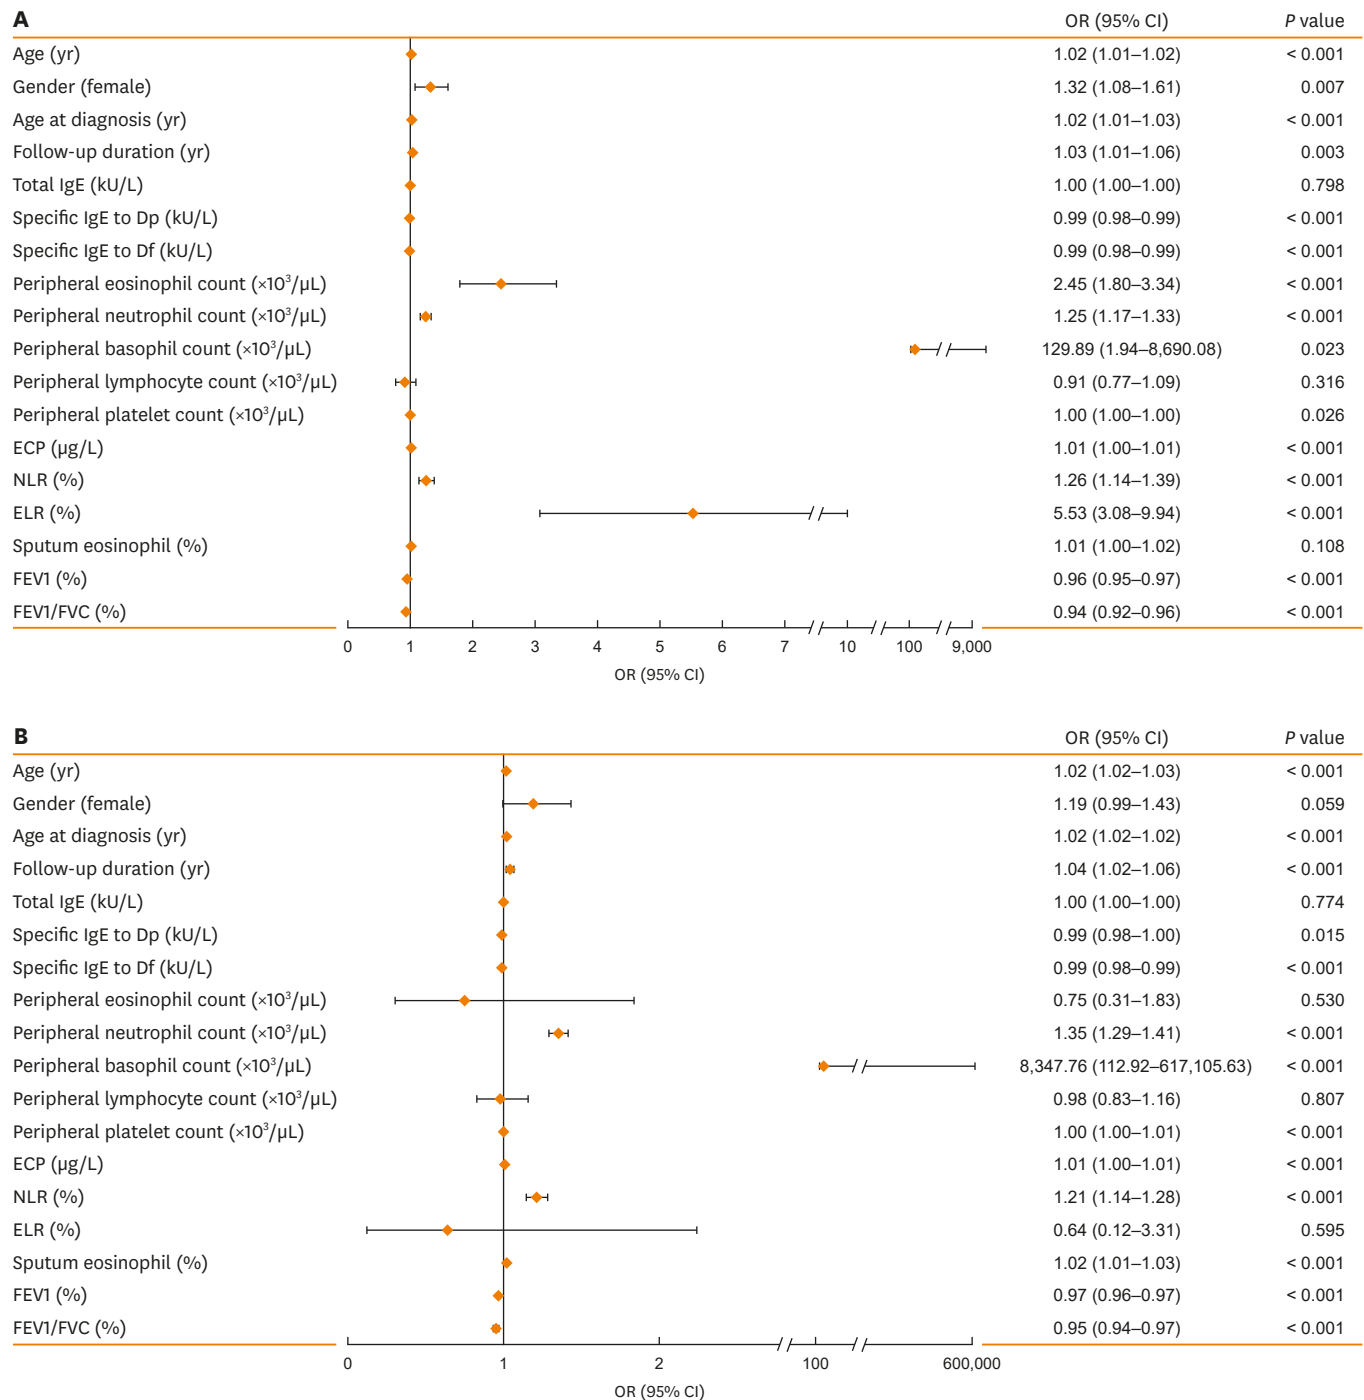 A OR (95% CI) P value
Age (yr) 1.02 (1.01–1.02) < 0.001
Gender (female) 1.32 (1.08–1.61) 0.007
Age at diagnosis (yr) 1.02 (1.01–1.03) < 0.001
Follow-up duration (yr) 1.03 (1.01–1.06) 0.003
Total IgE (kU/L) 1.00 (1.00–1.00) 0.798
Specific IgE to Dp (kU/L) 0.99 (0.98–0.99) < 0.001
Specific IgE to Df (kU/L) 0.99 (0.98–0.99) < 0.001
Peripheral eosinophil count (×10³/µL) 2.45 (1.80–3.34) < 0.001
Peripheral neutrophil count (×10³/µL) 1.25 (1.17–1.33) < 0.001
Peripheral basophil count (×10³/µL) 129.89 (1.94–8,690.08) 0.023
Peripheral lymphocyte count (×10³/µL) 0.91 (0.77–1.09) 0.316
Peripheral platelet count (×10³/µL) 1.00 (1.00–1.00) 0.026
ECP (µg/L) 1.01 (1.00–1.01) < 0.001
NLR (%) 1.26 (1.14–1.39) < 0.001
ELR (%) 5.53 (3.08–9.94) < 0.001
Sputum eosinophil (%) 1.01 (1.00–1.02) 0.108
FEV1 (%) 0.96 (0.95–0.97) < 0.001
FEV1/FVC (%) 0.94 (0.92–0.96) < 0.001
0 1 2 3 4 5 6 7 10 100 9,000
OR (95% CI)
B OR (95% CI) P value
Age (yr) 1.02 (1.02–1.03) < 0.001
Gender (female) 1.19 (0.99–1.43) 0.059
Age at diagnosis (yr) 1.02 (1.02–1.02) < 0.001
Follow-up duration (yr) 1.04 (1.02–1.06) < 0.001
Total IgE (kU/L) 1.00 (1.00–1.00) 0.774
Specific IgE to Dp (kU/L) 0.99 (0.98–1.00) 0.015
Specific IgE to Df (kU/L) 0.99 (0.98–0.99) < 0.001
Peripheral eosinophil count (×10³/µL) 0.75 (0.31–1.83) 0.530
Peripheral neutrophil count (×10³/µL) 1.35 (1.29–1.41) < 0.001
Peripheral basophil count (×10³/µL) 8,347.76 (112.92–617,105.63) < 0.001
Peripheral lymphocyte count (×10³/µL) 0.98 (0.83–1.16) 0.807
Peripheral platelet count (×10³/µL) 1.00 (1.00–1.01) < 0.001
ECP (µg/L) 1.01 (1.00–1.01) < 0.001
NLR (%) 1.21 (1.14–1.28) < 0.001
ELR (%) 0.64 (0.12–3.31) 0.595
Sputum eosinophil (%) 1.02 (1.01–1.03) < 0.001
FEV1 (%) 0.97 (0.96–0.97) < 0.001
FEV1/FVC (%) 0.95 (0.94–0.97) < 0.001
0 1 2 100 600,000
OR (95% CI)